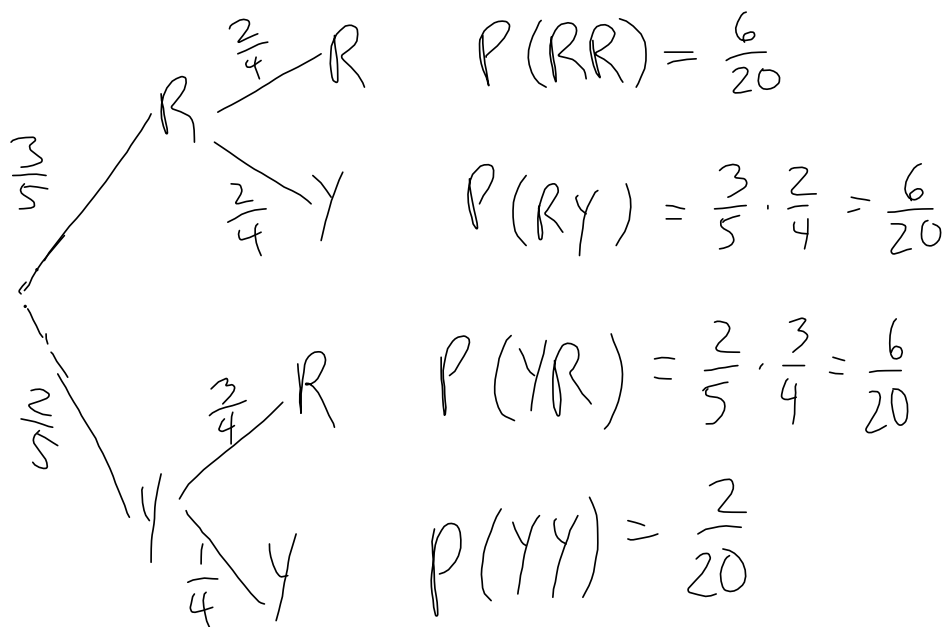 2/4 R P(RR) = 6/20
3/5 R
2/4 Y P(RY) = 3/5 · 2/4 = 6/20
2/5 3/4 R P(YR) = 2/5 · 3/4 = 6/20
Y
1/4 Y P(YY) = 2/20